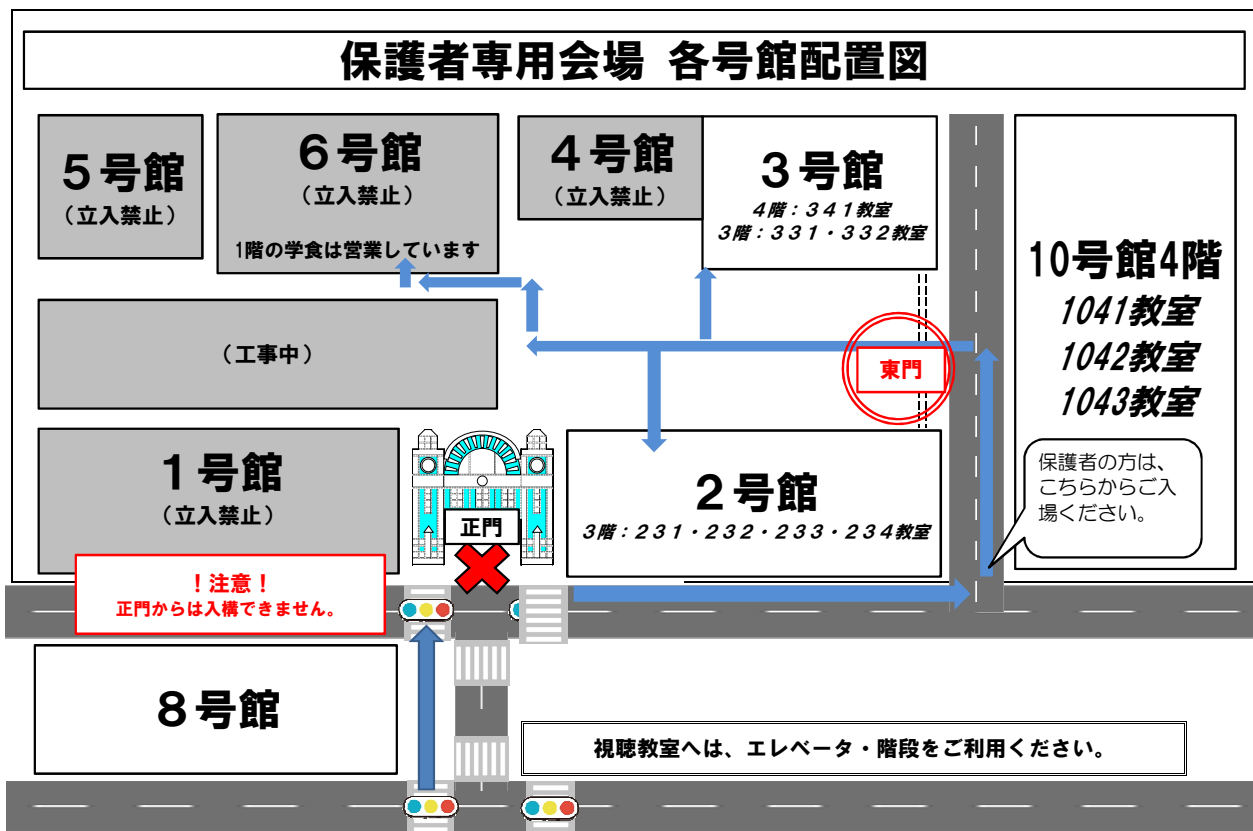 保護者専用会場 各号館配置図
5号館
(立入禁止)
6号館
(立入禁止)
1階の学食は営業しています
4号館
(立入禁止)
3号館
4階:341教室
3階:331・332教室
10号館4階
1041教室
1042教室
1043教室
(工事中)
東門
保護者の方は、
こちらからご入
場ください。
1号館
(立入禁止)
正門
2号館
3階:231・232・233・234教室
!注意!
正門からは入構できません。
8号館
視聴教室へは、エレベータ・階段をご利用ください。